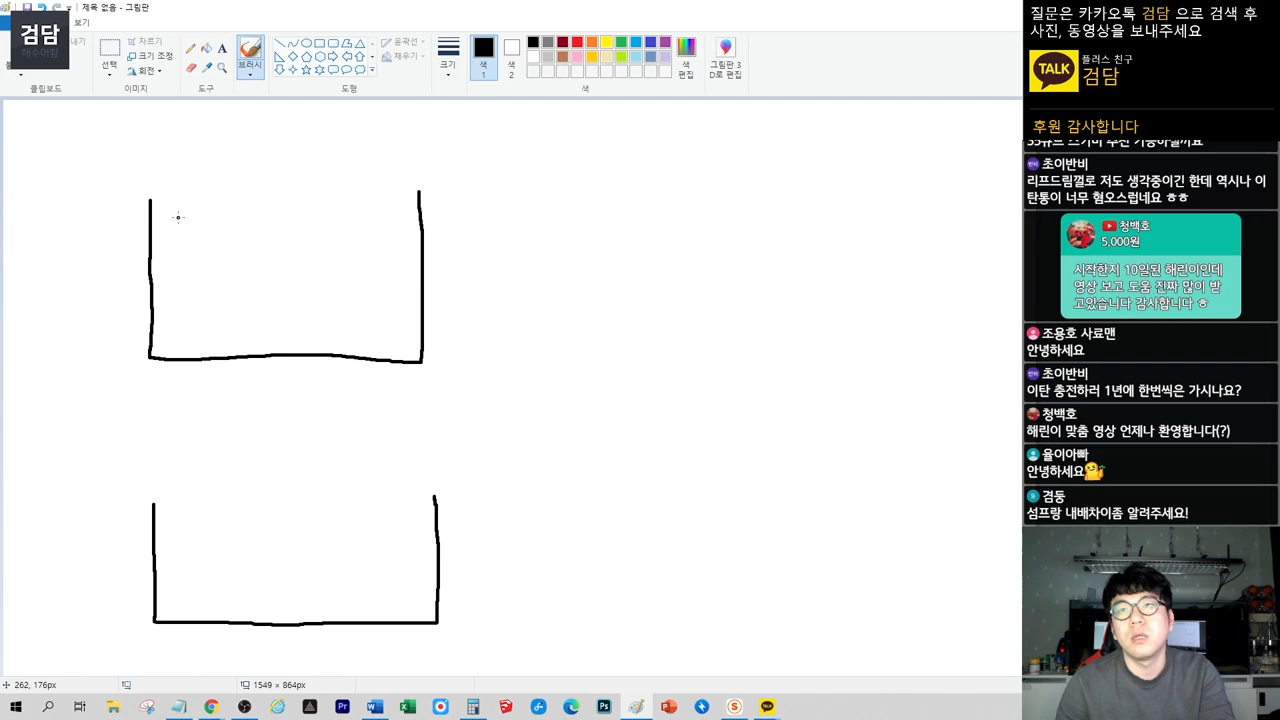 제목 없음 - 그림판
보기
검담
해수어항
내기
선택
자르기
크기 조정
회전
브러시
윤곽선
채우기
크기
색
1
색
2
색
편집
그림판 3
D로 편집
클립보드
이미지
도구
도형
색
질문은 카카오톡 검담 으로 검색 후
사진, 동영상을 보내주세요
TALK
플러스 친구
검담
후원 감사합니다
초이반비
리프드림껄로 저도 생각중이긴 한데 역시나 이
탄통이 너무 혐오스럽네요 ㅎㅎ
청백호
5,000원
시작한지 10일된 해린이인데
영상 보고 도움 진짜 많이 받
고있습니다 감사합니다 ㅎ
조용호 사료맨
안녕하세요
초이반비
이탄 충전하러 1년에 한번씩은 가시나요?
청백호
해린이 맞춤 영상 언제나 환영합니다(?)
율이아빠
안녕하세요
겸둥
섬프랑 내배차이좀 알려주세요!
262, 176px
1549 × 864px